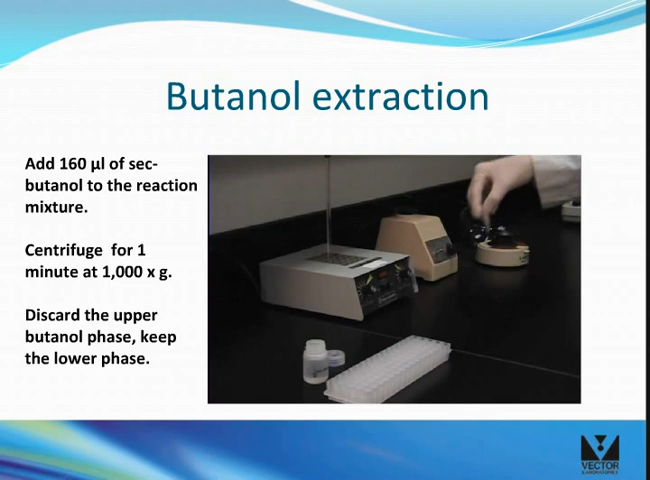 Butanol extraction
Add 160 µl of sec-
butanol to the reaction
mixture.
Centrifuge  for 1
minute at 1,000 x g.
Discard the upper
butanol phase, keep
the lower phase.
VECTOR
LABORATORIES